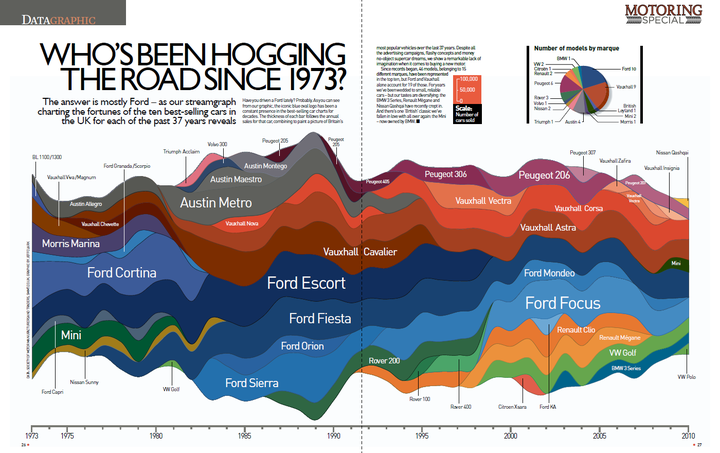 DATAGRAPHIC
MOTORING
SPECIAL
WHO'S BEEN HOGGING
THE ROAD SINCE 1973?
The answer is mostly Ford – as our streamgraph
charting the fortunes of the ten best-selling cars in
the UK for each of the past 37 years reveals
Have you driven a Ford lately? Probably. As you can see
from our graphic, the iconic blue oval logo has been a
constant presence in the best-selling car charts for
decades. The thickness of each bar follows the annual
sales for that car, combining to paint a picture of Britain's
most popular vehicles over the last 37 years. Despite all
the advertising campaigns, flashy concepts and money
no object supercar dreams, we show a remarkable lack of
imagination when it comes to buying a new motor.
Since records began, 41 models, belonging to 13
different marques, have been represented
in the top ten, but Ford and Vauxhall
alone account for 19 of those. For years
we've been wedded to small, reliable
cars – but our tastes are diversifying: the
BMW 3 Series, Renault Mégane and
Nissan Qashqai have recently crept in.
And there's one 'British' classic we've
fallen in love with all over again: the Mini
– now owned by BMW.
100,000
50,000
0
Scale:
Number of
cars sold
Number of models by marque
BMW 1
VW 2
Citroën 1
Renault 2
Peugeot 6
Rover 3
Volvo 1
Nissan 2
Triumph 1
Austin 4
Ford 10
Vauxhall 9
British
Leyland 1
Mini 2
Morris 1
BL 1100/1300
Vauxhall Viva/Magnum
Ford Granada/Scorpio
Triumph Acclaim
Volvo 300
Peugeot 205
Peugeot
205
Austin Allegro
Vauxhall Chevette
Austin Montego
Austin Maestro
Austin Metro
Vauxhall Nova
Morris Marina
Ford Cortina
Vauxhall Cavalier
Ford Escort
Ford Fiesta
Ford Orion
Ford Sierra
Mini
Ford Capri
Nissan Sunny
VW Golf
Peugeot 405
Peugeot 306
Vauxhall Vectra
Peugeot 206
Peugeot 307
Vauxhall Zafira
Peugeot 207
Vauxhall
Vectra
Vauxhall Insignia
Nissan Qashqai
Vauxhall Corsa
Vauxhall Astra
Mini
Ford Mondeo
Ford Focus
Renault Clio
Renault Mégane
VW Golf
BMW 3 Series
Rover 200
Rover 100
Rover 400
Citroen Xsara
Ford KA
VW Polo
1973
1975
1980
1985
1990
1995
2000
2005
2010
26
27